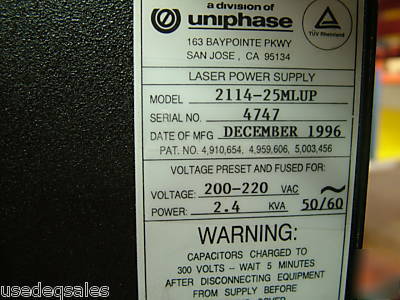 a division of
uniphase
TÜV Rheinland
163 BAYPOINTE PKWY
SAN JOSE , CA 95134
LASER POWER SUPPLY
MODEL 2114-25MLUP
SERIAL NO. 4747
DATE OF MFG DECEMBER 1996
PAT. NO. 4,910,654, 4,959,606, 5,003,456
VOLTAGE PRESET AND FUSED FOR:
VOLTAGE: 200-220 VAC ~
POWER: 2.4 KVA 50/60
WARNING:
CAPACITORS CHARGED TO
300 VOLTS -- WAIT 5 MINUTES
AFTER DISCONNECTING EQUIPMENT
FROM SUPPLY BEFORE
usedeqsales